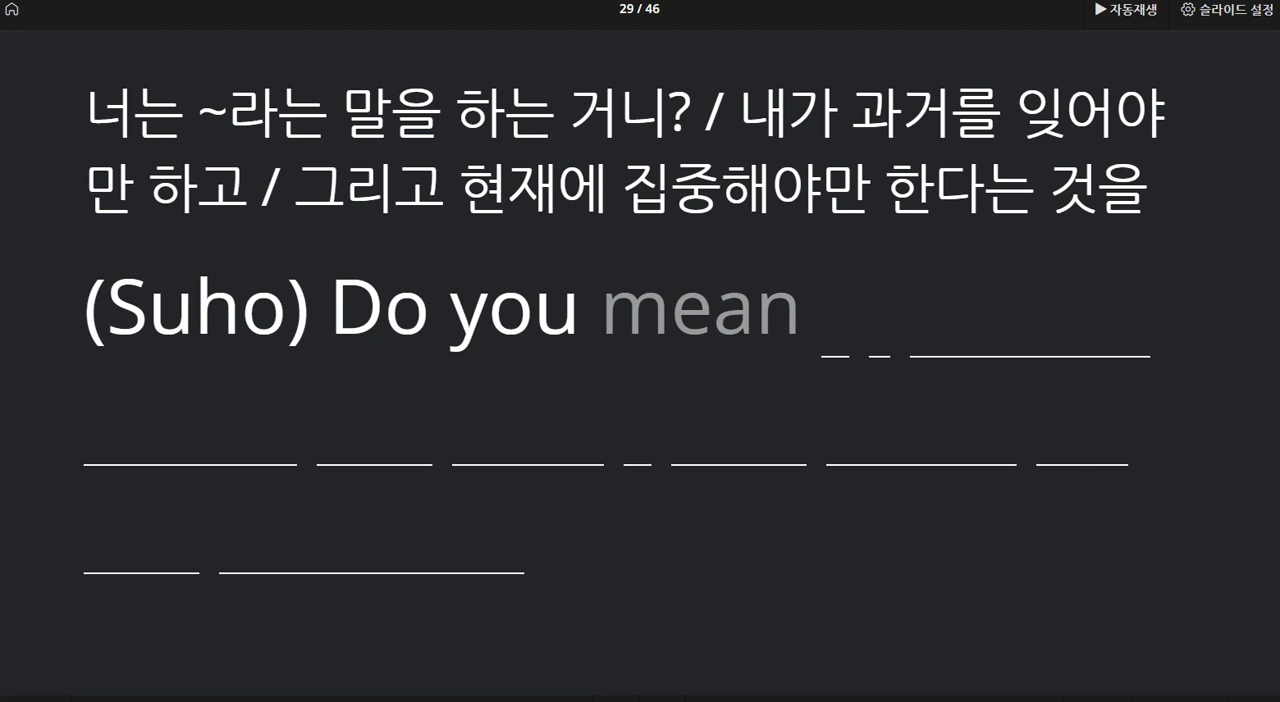 29 / 46
▶ 자동재생
슬라이드 설정
너는 ~라는 말을 하는 거니? / 내가 과거를 잊어야
만 하고 / 그리고 현재에 집중해야만 한다는 것을
(Suho) Do you mean